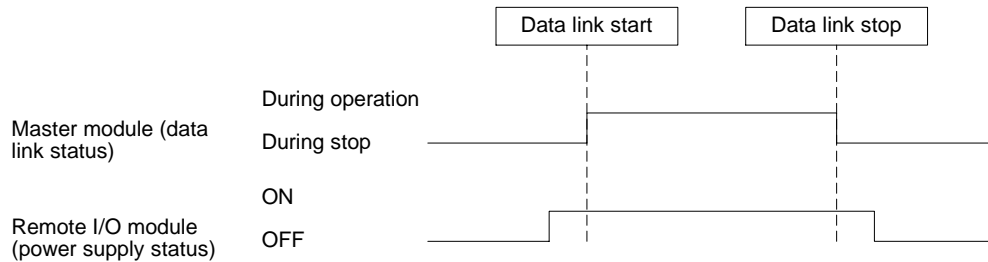 Data link start
Data link stop
During operation
Master module (data
link status)
During stop
ON
Remote I/O module
(power supply status)
OFF